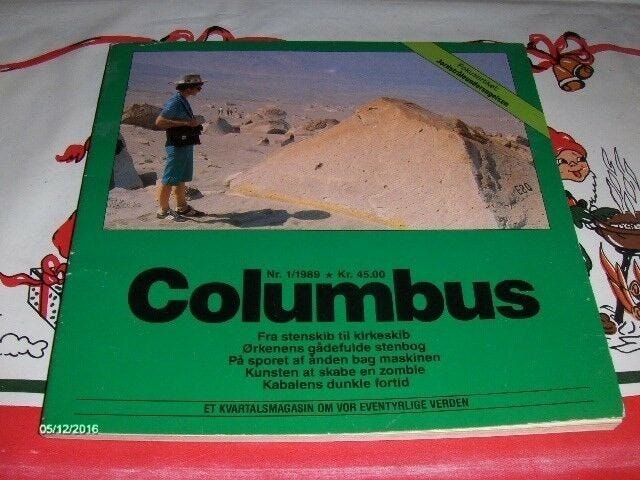 Nr. 1/1989 ★ Kr. 45.00
Columbus
Fra stenskib til kirkeskib
Ørkenens gådefulde stenbog
På sporet af ånden bag maskinen
Kunsten at skabe en zombie
Kabalens dunkle fortid
ET KVARTALSMAGASIN OM VOR EVENTYRLIGE VERDEN
EZ0
05/12/2016